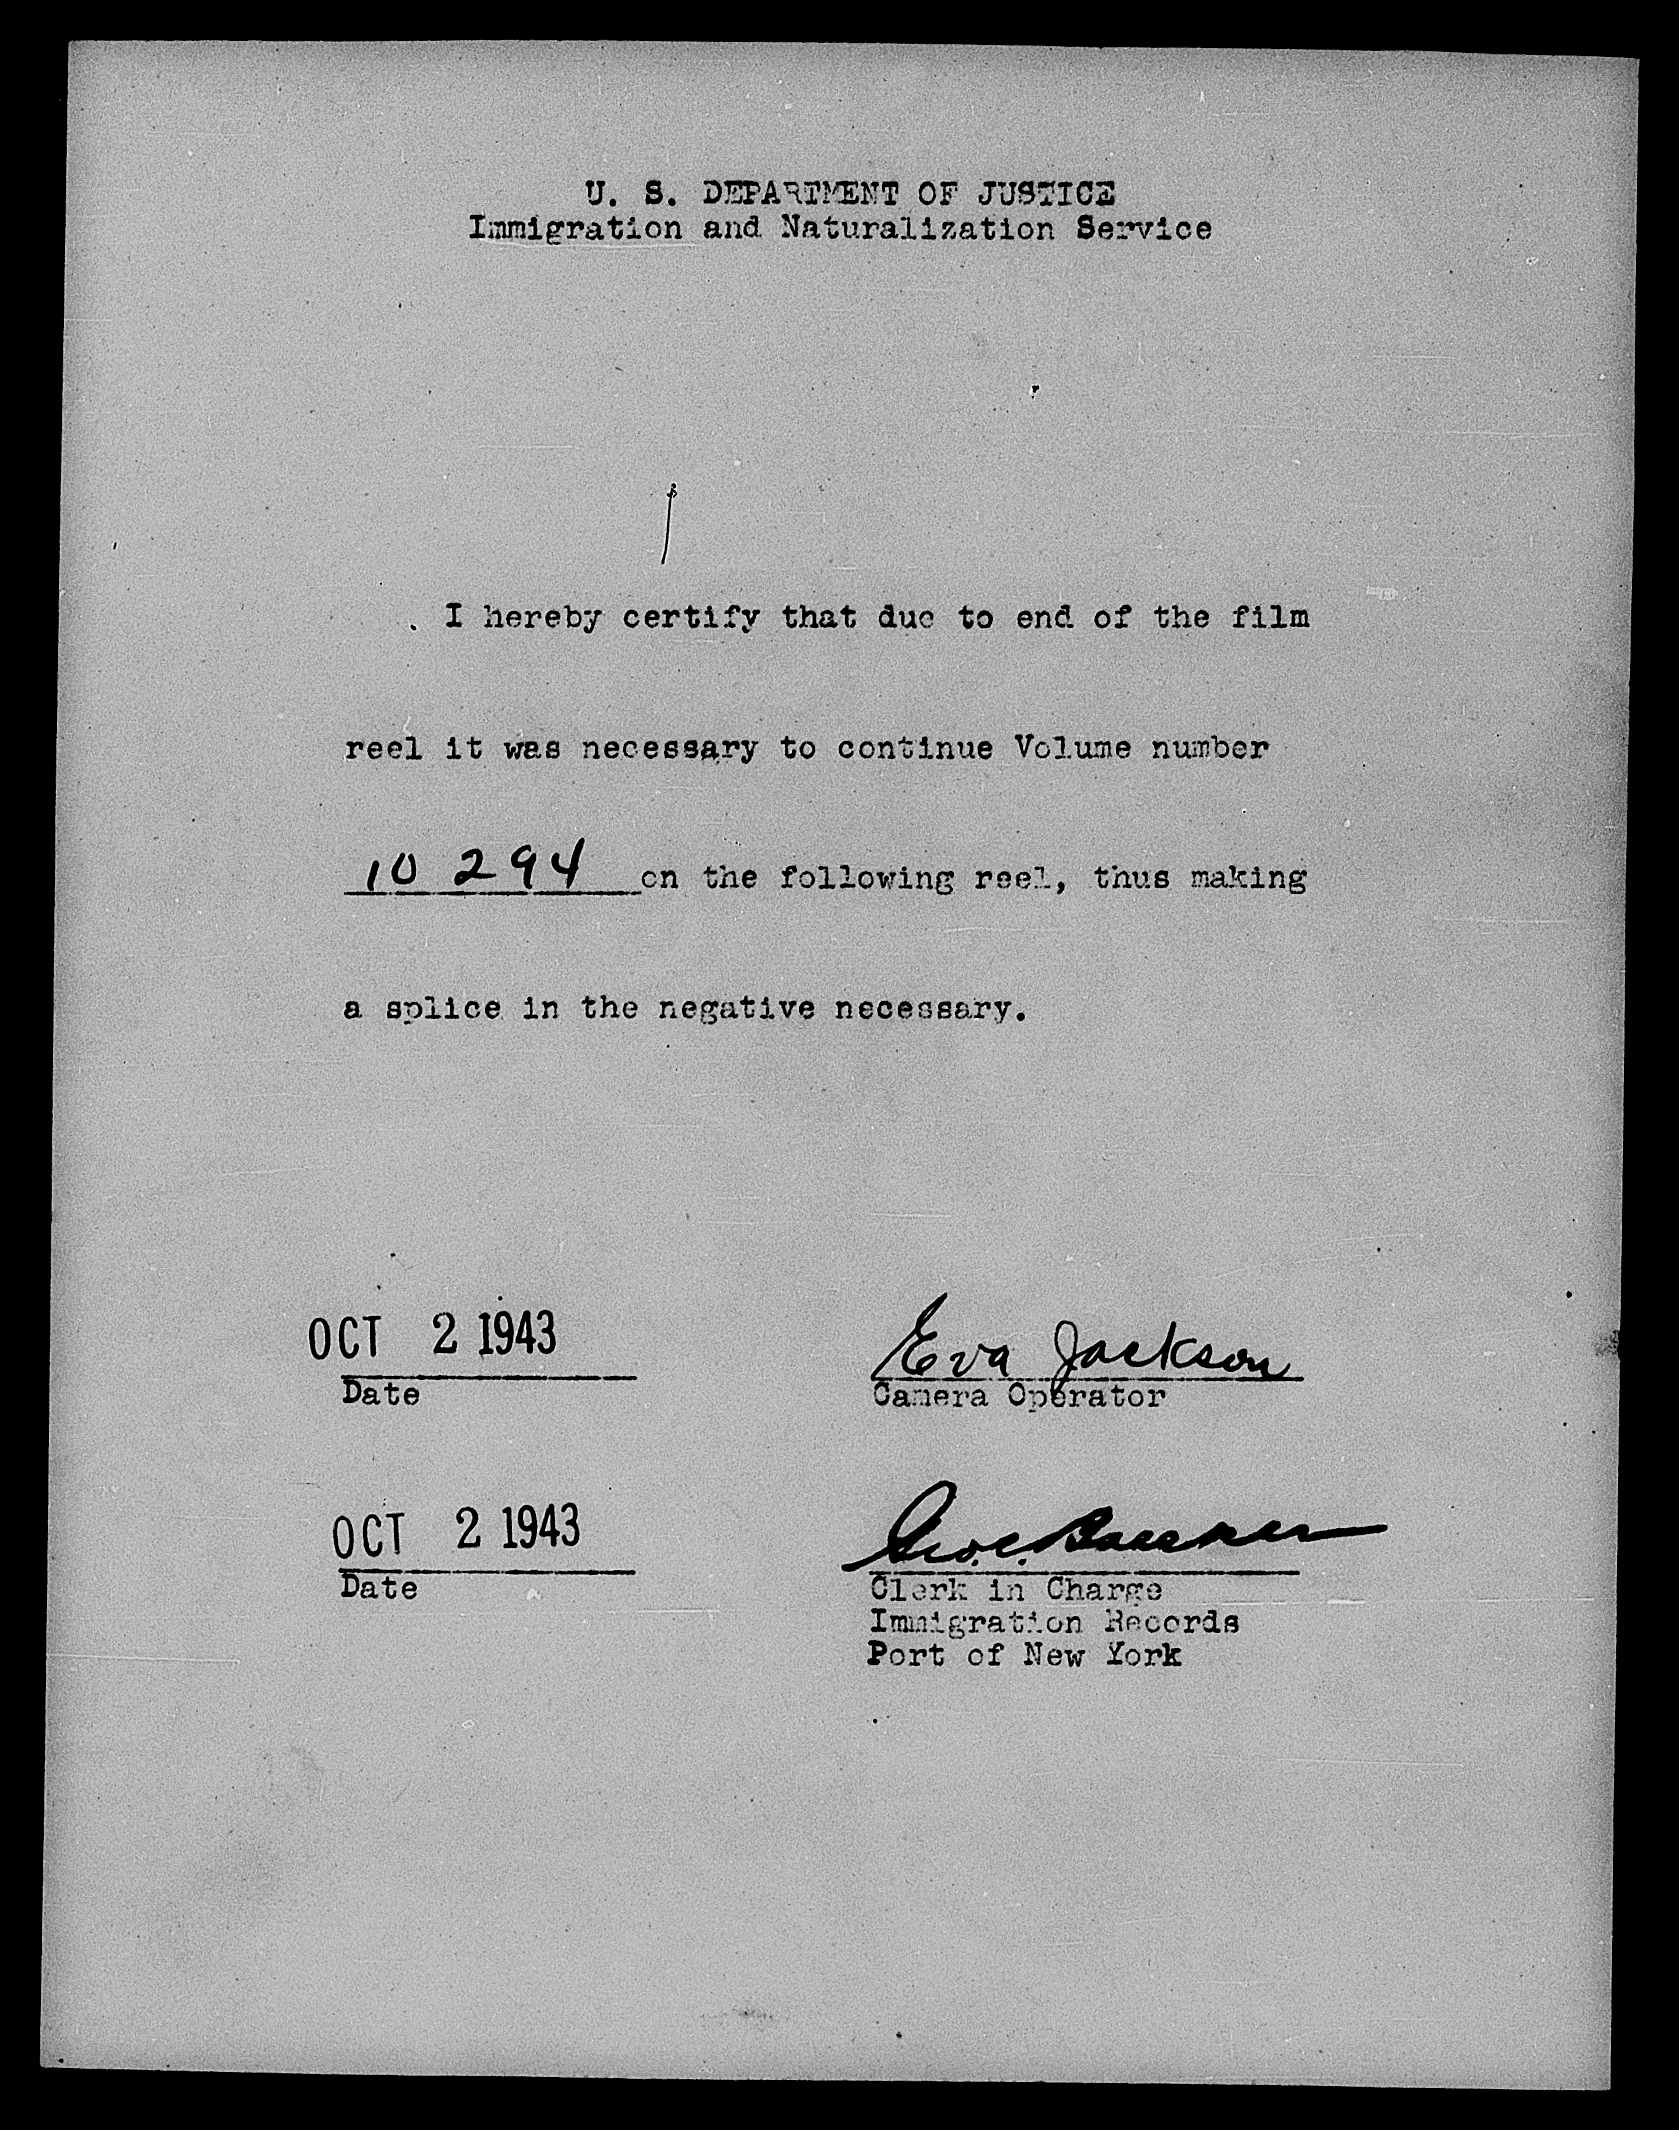 U. S. DEPARTMENT OF JUSTICE
Immigration and Naturalization Service
I hereby certify that due to end of the film
reel it was necessary to continue Volume number
10 294 on the following reel, thus making
a splice in the negative necessary.
OCT 2 1943
Eva Jackson
Date
Camera Operator
OCT 2 1943
Geo. C.
Date
Clerk in Charge
Immigration Records
Port of New York